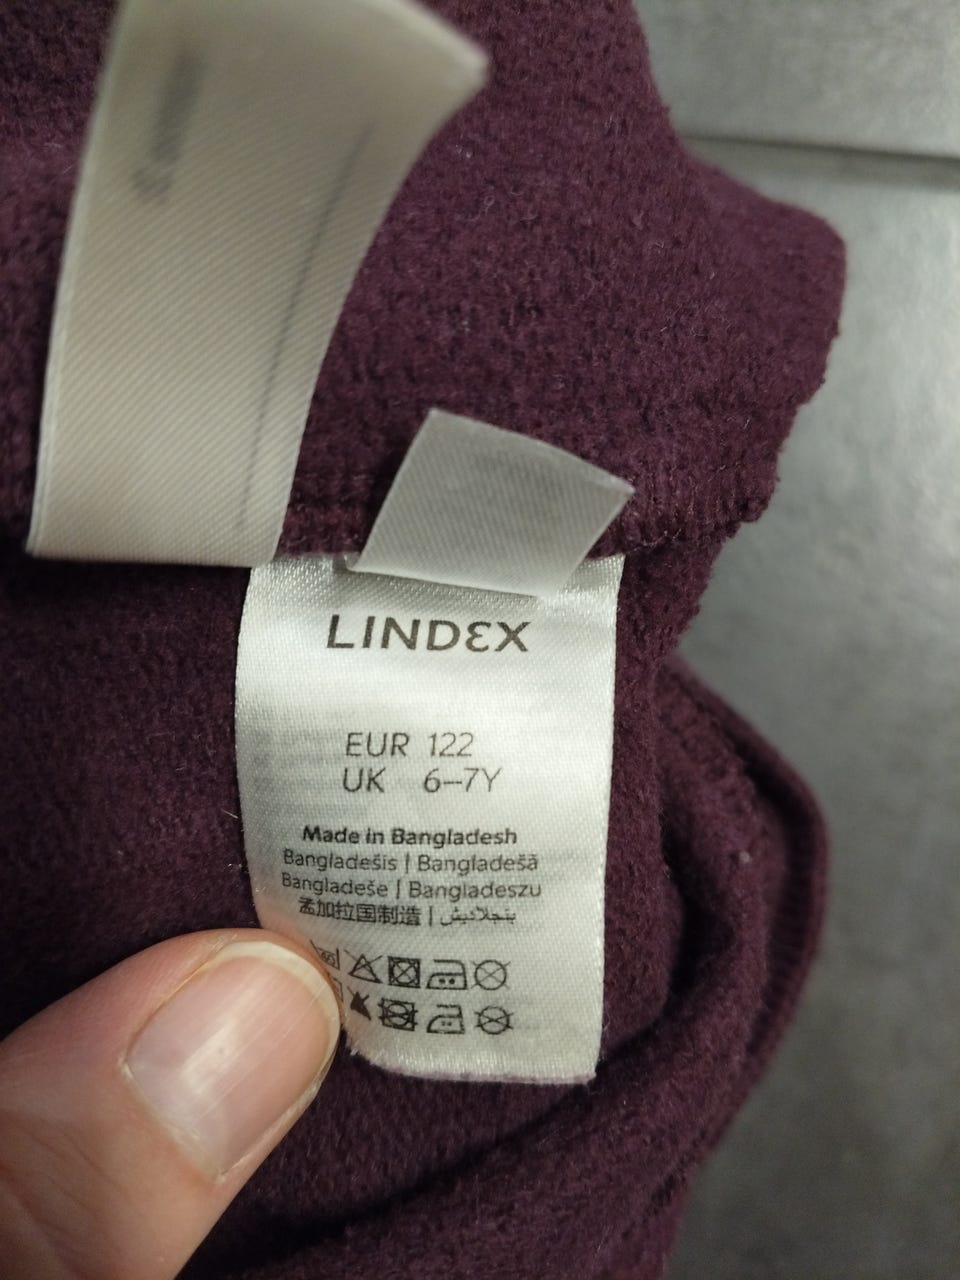 LINDEX
EUR 122
UK 6–7Y
Made in Bangladesh
Bangladešis | Bangladešā
Bangladeše | Bangladeszu
孟加拉国制造 | بنجلاديش